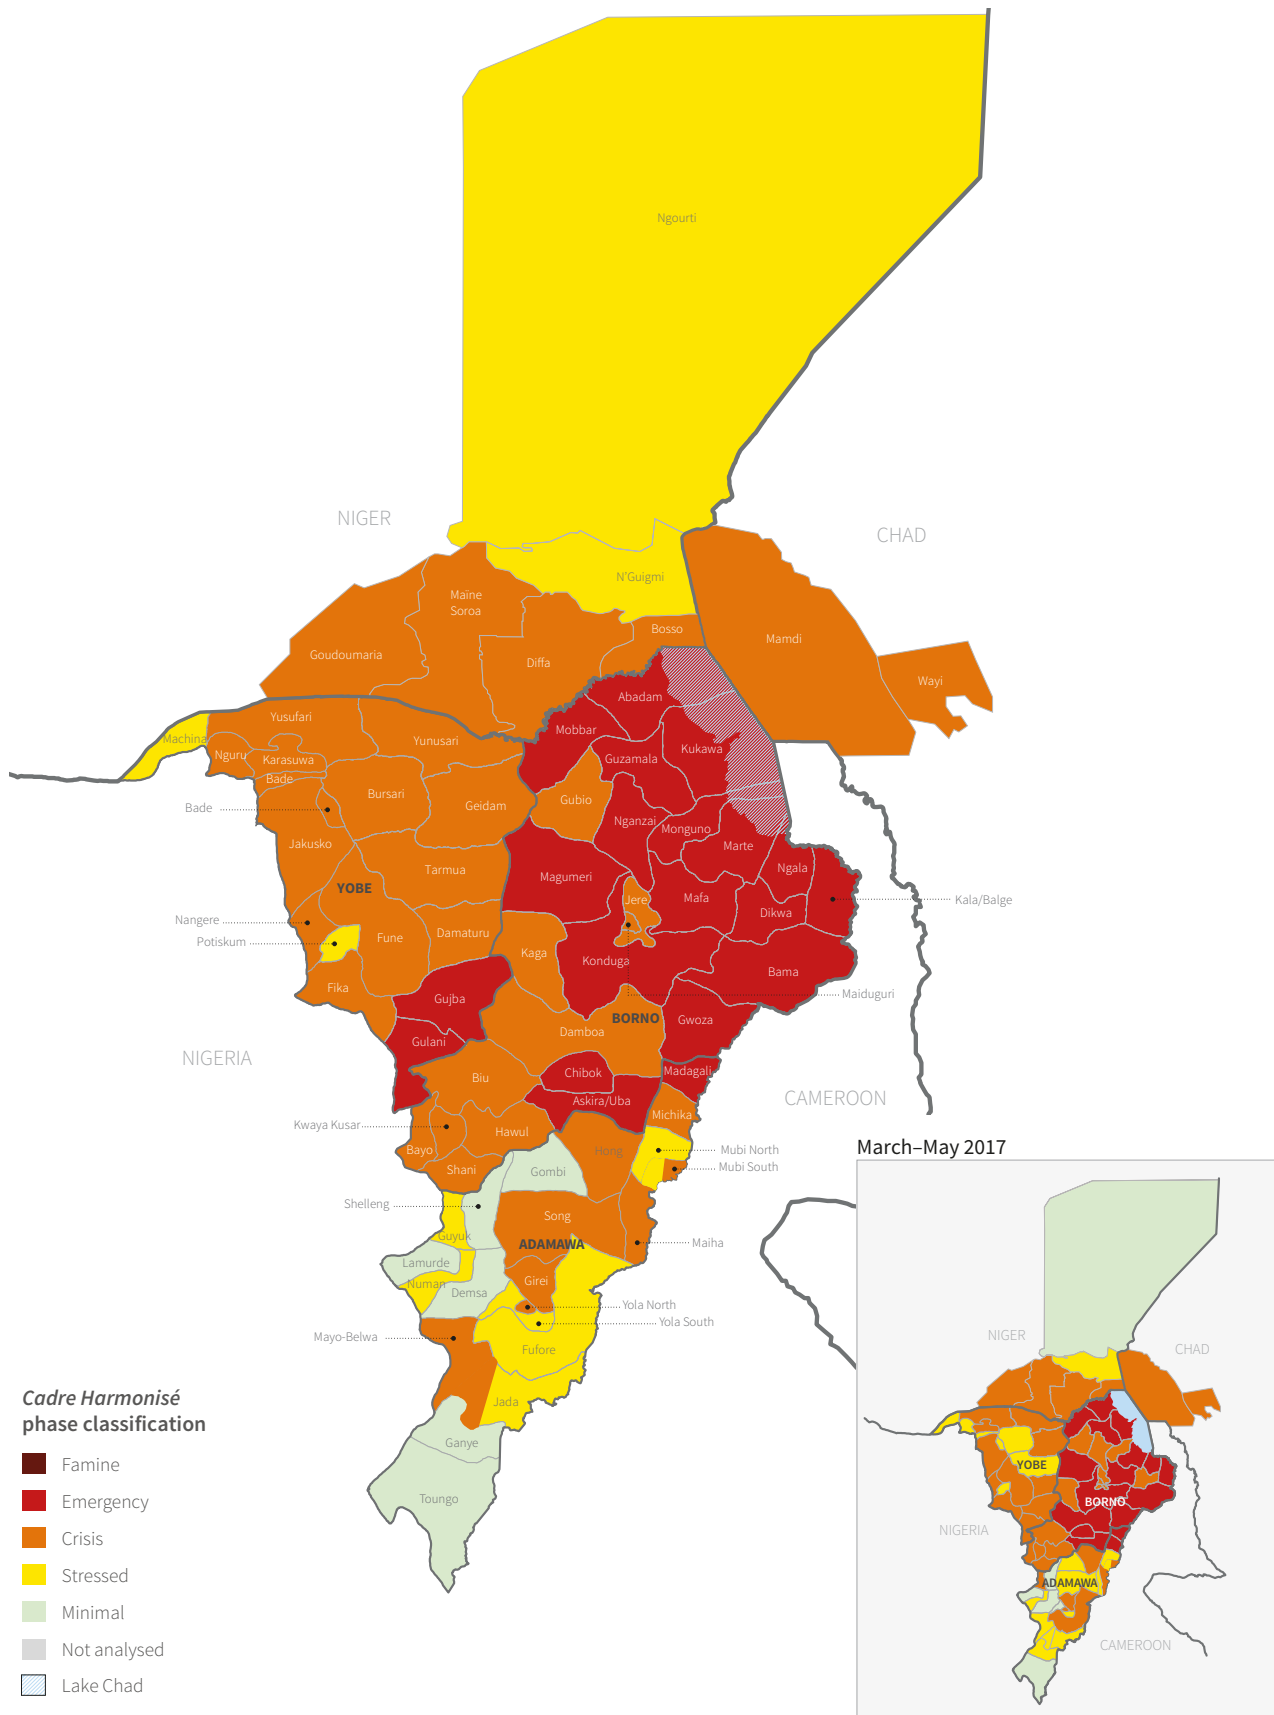 Ngourti
NIGER
CHAD
N'Guigmi
Maïne
Soroa
Bosso
Mamdi
Goudoumaria
Diffa
Wayi
Abadam
Yusufari
Mobbar
Machina
Yunusari
Kukawa
Nguru
Karasuwa
Guzamala
Bade
Bursari
Gubio
Geidam
Bade
Nganzai
Monguno
Jakusko
Marte
Tarmua
Ngala
Magumeri
YOBE
Jere
Mafa
Kala/Balge
Dikwa
Nangere
Potiskum
Fune
Damaturu
Kaga
Konduga
Bama
Fika
Maiduguri
Gujba
BORNO
Gwoza
Damboa
Gulani
NIGERIA
Chibok
Madagali
Biu
CAMEROON
Askira/Uba
Michika
Kwaya Kusar
Hawul
Bayo
Hong
Mubi North
Mubi South
Shani
Gombi
Shelleng
Song
Guyuk
ADAMAWA
Maiha
Lamurde
Numan
Girei
Demsa
Yola North
Yola South
Mayo-Belwa
Fufore
Jada
Ganye
Toungo
Cadre Harmonisé
phase classification
Famine
Emergency
Crisis
Stressed
Minimal
Not analysed
Lake Chad
March–May 2017
NIGER
CHAD
YOBE
BORNO
NIGERIA
ADAMAWA
CAMEROON